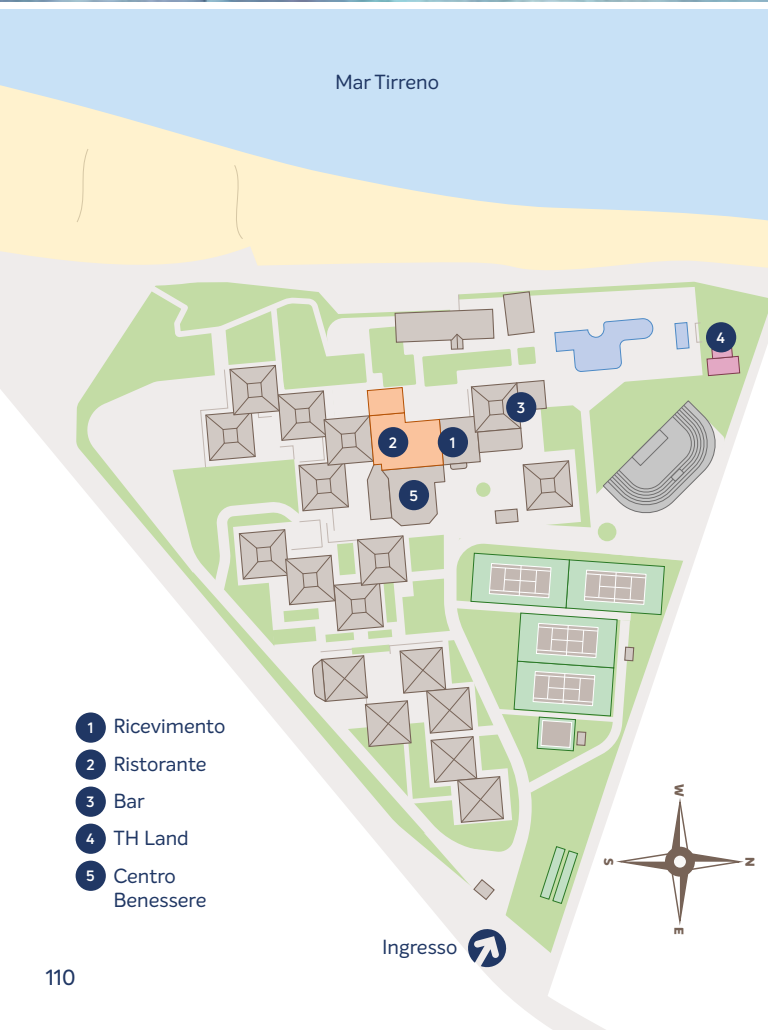 Mar Tirreno
4
3
2
1
5
1 Ricevimento
2 Ristorante
3 Bar
4 TH Land
5 Centro
Benessere
W
S
N
E
Ingresso
110